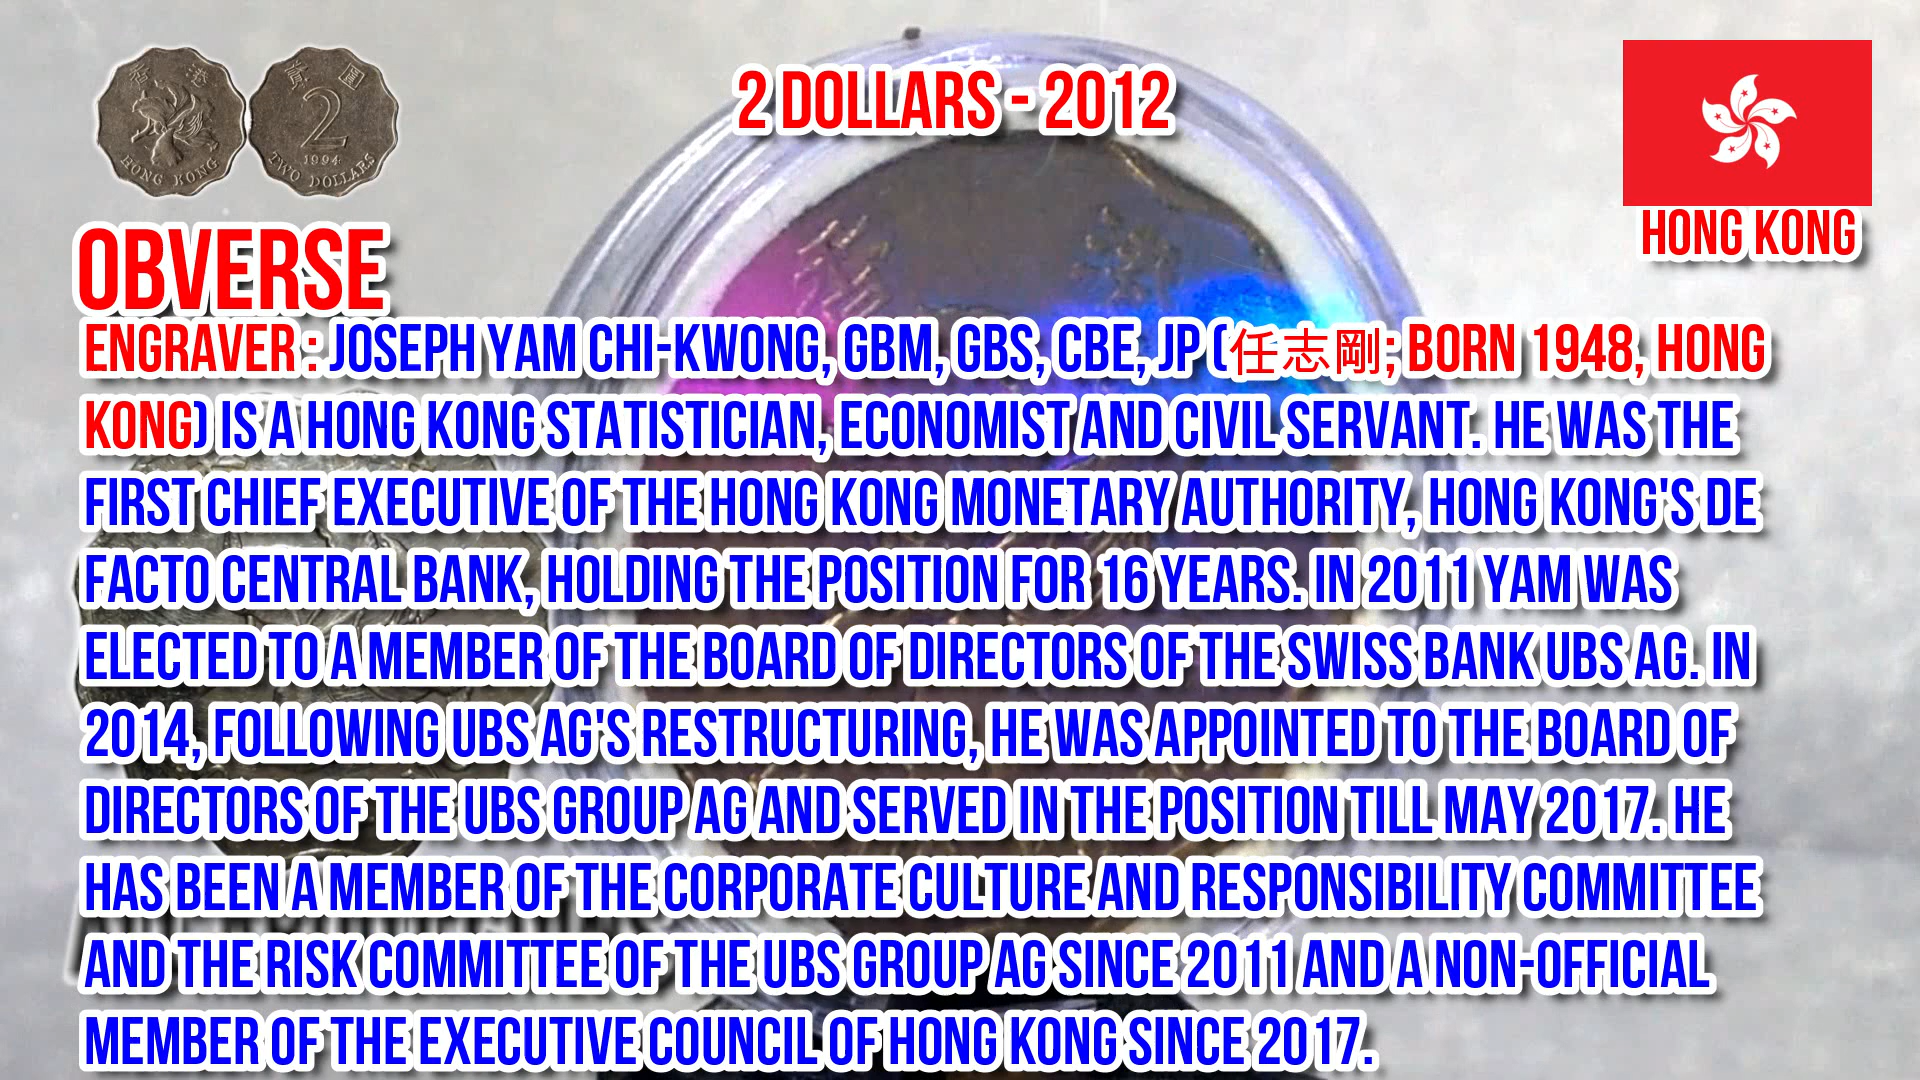 香 港
HONG KONG
壹 圓
2
1994
TWO DOLLARS
2 DOLLARS - 2012
HONG KONG
OBVERSE
ENGRAVER : JOSEPH YAM CHI-KWONG, GBM, GBS, CBE, JP (任志剛; BORN 1948, HONG
KONG) IS A HONG KONG STATISTICIAN, ECONOMIST AND CIVIL SERVANT. HE WAS THE
FIRST CHIEF EXECUTIVE OF THE HONG KONG MONETARY AUTHORITY, HONG KONG'S DE
FACTO CENTRAL BANK, HOLDING THE POSITION FOR 16 YEARS. IN 2011 YAM WAS
ELECTED TO A MEMBER OF THE BOARD OF DIRECTORS OF THE SWISS BANK UBS AG. IN
2014, FOLLOWING UBS AG'S RESTRUCTURING, HE WAS APPOINTED TO THE BOARD OF
DIRECTORS OF THE UBS GROUP AG AND SERVED IN THE POSITION TILL MAY 2017. HE
HAS BEEN A MEMBER OF THE CORPORATE CULTURE AND RESPONSIBILITY COMMITTEE
AND THE RISK COMMITTEE OF THE UBS GROUP AG SINCE 2011 AND A NON-OFFICIAL
MEMBER OF THE EXECUTIVE COUNCIL OF HONG KONG SINCE 2017.